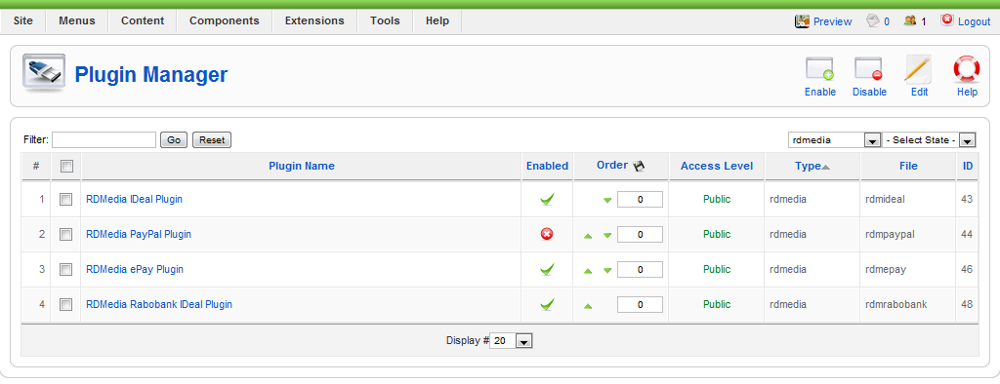 Site Menus Content Components Extensions Tools Help Preview 0 1 Logout
Plugin Manager
Enable Disable Edit Help
Filter: Go Reset rdmedia - Select State -
# Plugin Name Enabled Order Access Level Type File ID
1 RDMedia IDeal Plugin 0 Public rdmedia rdmideal 43
2 RDMedia PayPal Plugin 0 Public rdmedia rdmpaypal 44
3 RDMedia ePay Plugin 0 Public rdmedia rdmepay 46
4 RDMedia Rabobank IDeal Plugin 0 Public rdmedia rdmrabobank 48
Display # 20